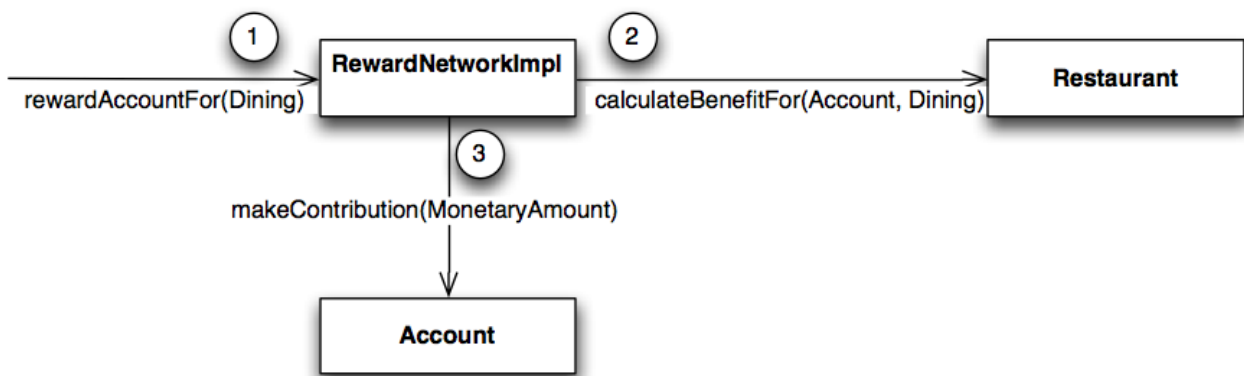 1
2
RewardNetworkImpl
Restaurant
rewardAccountFor(Dining)
calculateBenefitFor(Account, Dining)
3
makeContribution(MonetaryAmount)
Account